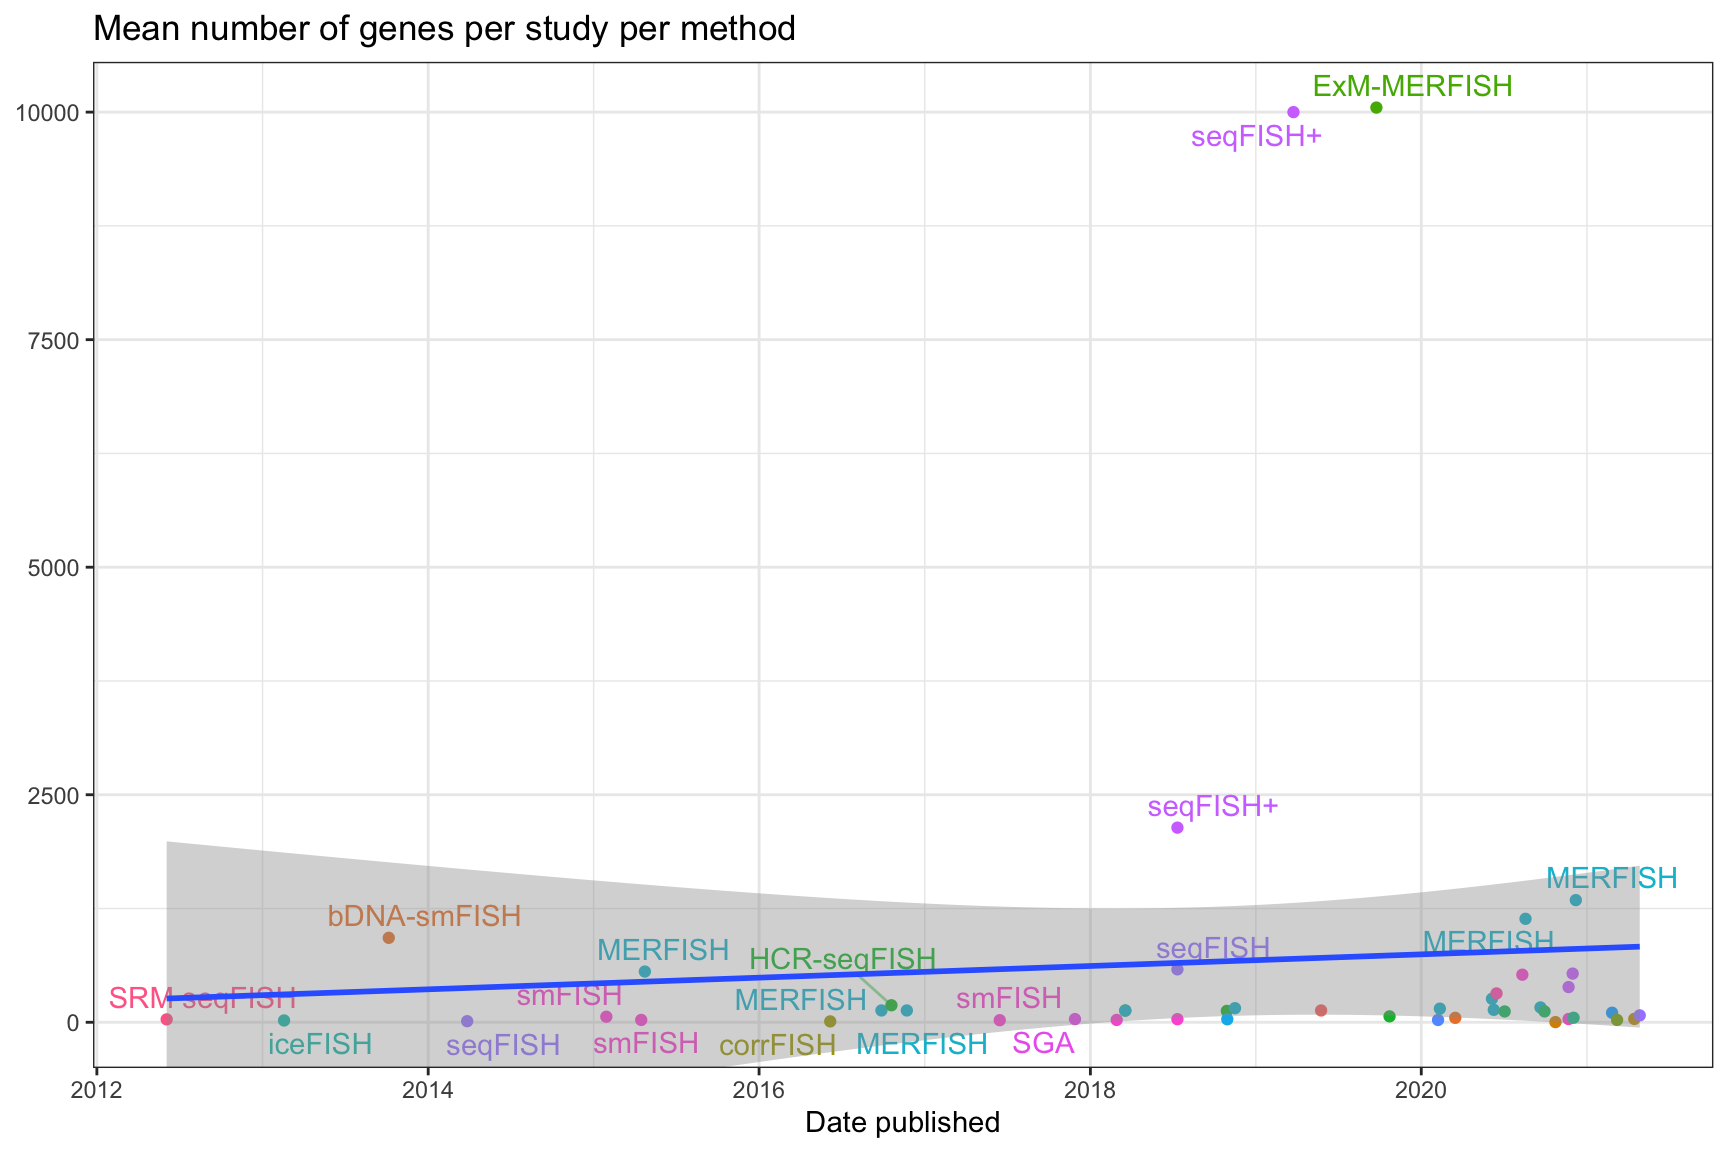 Mean number of genes per study per method
ExM-MERFISH
10000
seqFISH+
7500
5000
2500
seqFISH+
MERFISH
bDNA-smFISH
MERFISH
HCR-seqFISH
seqFISH
MERFISH
SRM-seqFISH
smFISH
MERFISH
smFISH
0
iceFISH
seqFISH
smFISH
corrFISH
MERFISH
SGA
2012
2014
2016
2018
2020
Date published